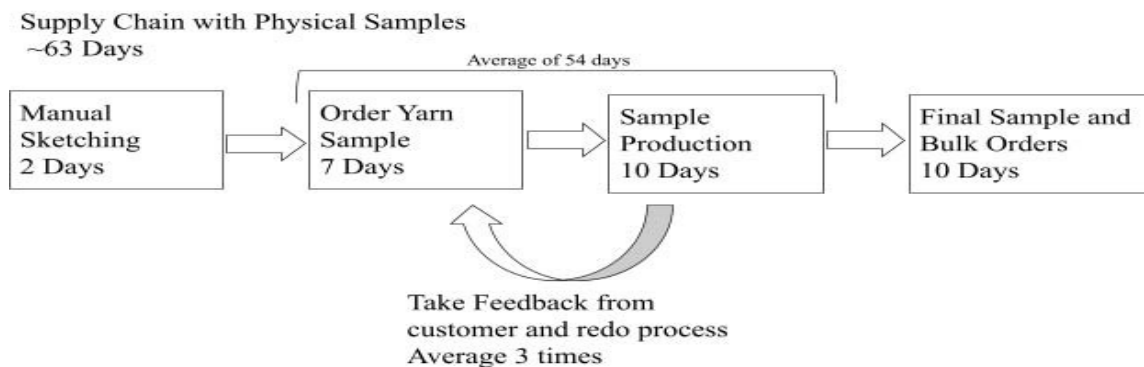 Supply Chain with Physical Samples
~63 Days
Average of 54 days
Manual
Sketching
2 Days
Order Yarn
Sample
7 Days
Sample
Production
10 Days
Final Sample and
Bulk Orders
10 Days
Take Feedback from
customer and redo process
Average 3 times